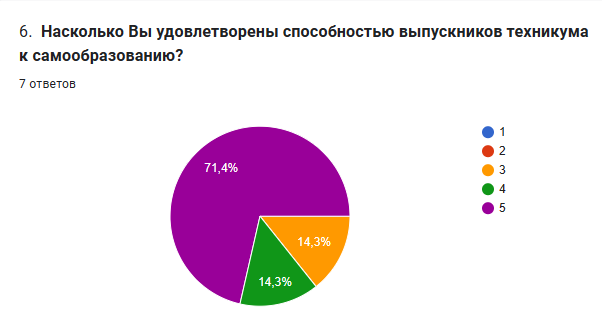 6. Насколько Вы удовлетворены способностью выпускников техникума
к самообразованию?
7 ответов
71,4%
14,3%
14,3%
1
2
3
4
5